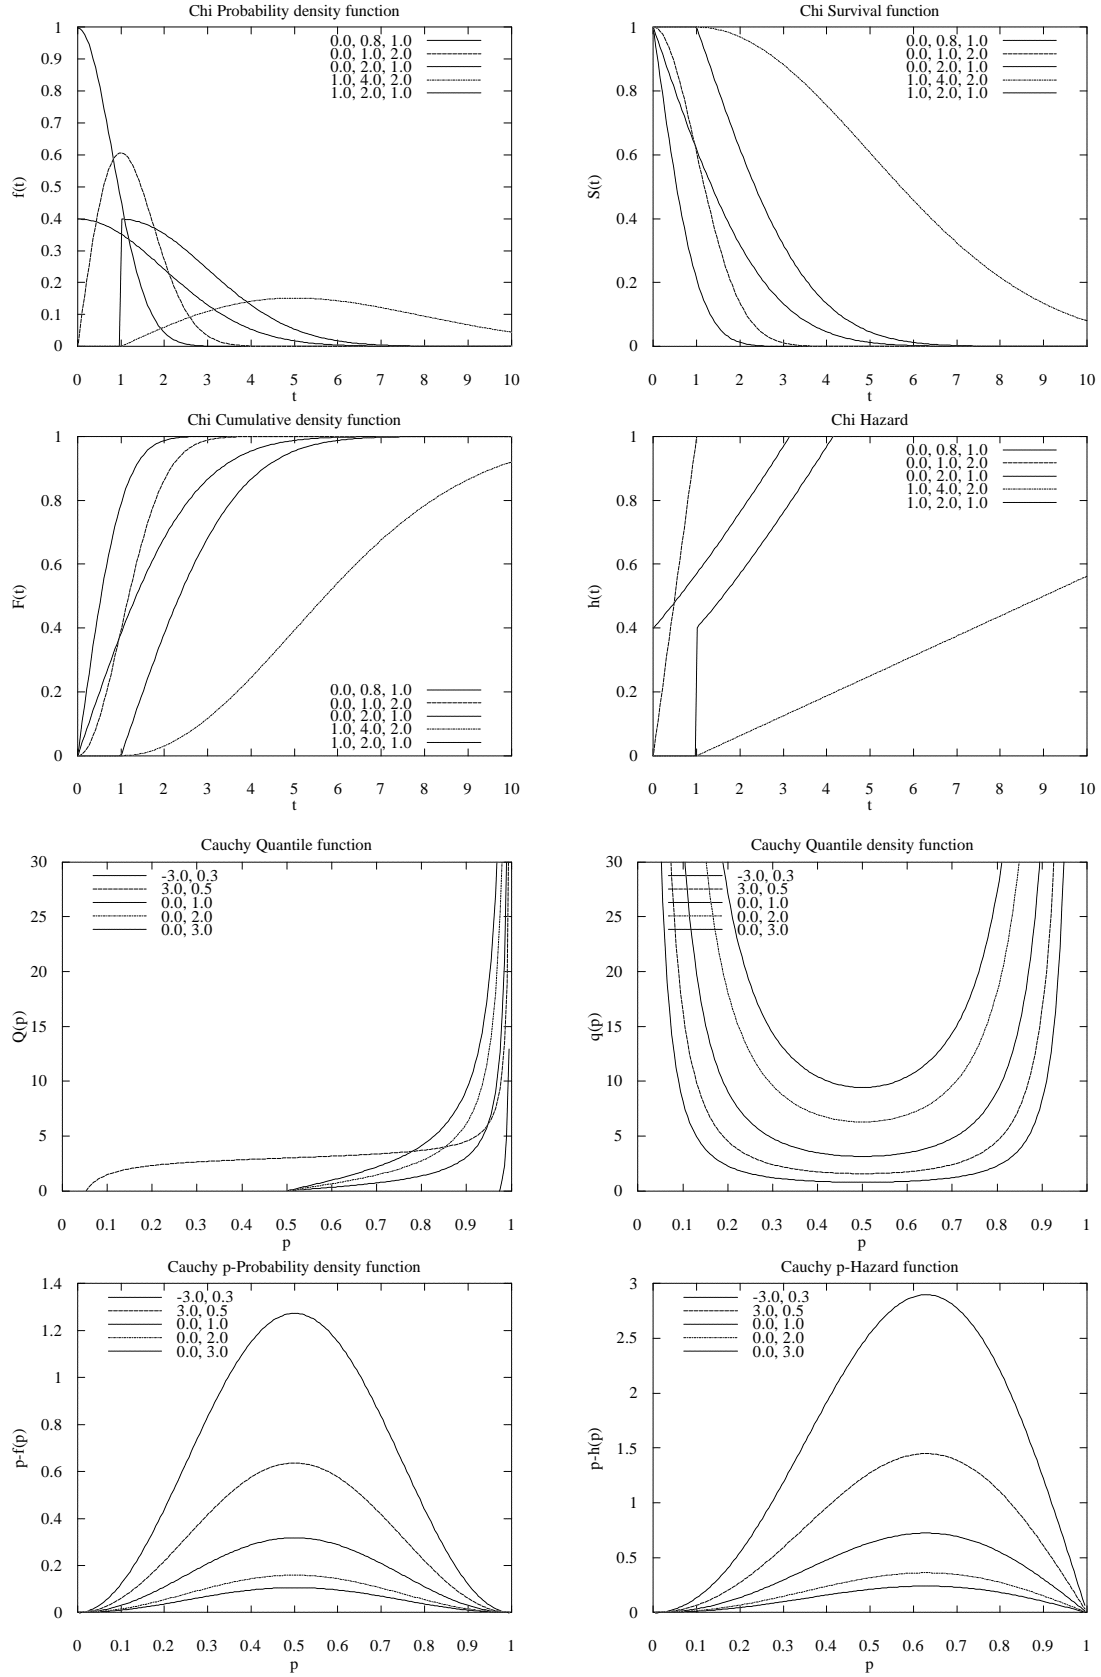 Chi Probability density function
1
0.9
0.8
0.7
0.6
0.5
0.4
0.3
0.2
0.1
0
f(t)
0.0, 0.8, 1.0
0.0, 1.0, 2.0
0.0, 2.0, 1.0
1.0, 4.0, 2.0
1.0, 2.0, 1.0
0 1 2 3 4 5 6 7 8 9 10
t
Chi Survival function
1
0.8
0.6
0.4
0.2
0
S(t)
0.0, 0.8, 1.0
0.0, 1.0, 2.0
0.0, 2.0, 1.0
1.0, 4.0, 2.0
1.0, 2.0, 1.0
0 1 2 3 4 5 6 7 8 9 10
t
Chi Cumulative density function
1
0.8
0.6
0.4
0.2
0
F(t)
0.0, 0.8, 1.0
0.0, 1.0, 2.0
0.0, 2.0, 1.0
1.0, 4.0, 2.0
1.0, 2.0, 1.0
0 1 2 3 4 5 6 7 8 9 10
t
Chi Hazard
1
0.8
0.6
0.4
0.2
0
h(t)
0.0, 0.8, 1.0
0.0, 1.0, 2.0
0.0, 2.0, 1.0
1.0, 4.0, 2.0
1.0, 2.0, 1.0
0 1 2 3 4 5 6 7 8 9 10
t
Cauchy Quantile function
30
25
20
15
10
5
0
Q(p)
-3.0, 0.3
3.0, 0.5
0.0, 1.0
0.0, 2.0
0.0, 3.0
0 0.1 0.2 0.3 0.4 0.5 0.6 0.7 0.8 0.9 1
p
Cauchy Quantile density function
30
25
20
15
10
5
0
q(p)
-3.0, 0.3
3.0, 0.5
0.0, 1.0
0.0, 2.0
0.0, 3.0
0 0.1 0.2 0.3 0.4 0.5 0.6 0.7 0.8 0.9 1
p
Cauchy p-Probability density function
1.4
1.2
1
0.8
0.6
0.4
0.2
0
p-f(p)
-3.0, 0.3
3.0, 0.5
0.0, 1.0
0.0, 2.0
0.0, 3.0
0 0.1 0.2 0.3 0.4 0.5 0.6 0.7 0.8 0.9 1
p
Cauchy p-Hazard function
3
2.5
2
1.5
1
0.5
0
p-h(p)
-3.0, 0.3
3.0, 0.5
0.0, 1.0
0.0, 2.0
0.0, 3.0
0 0.1 0.2 0.3 0.4 0.5 0.6 0.7 0.8 0.9 1
p